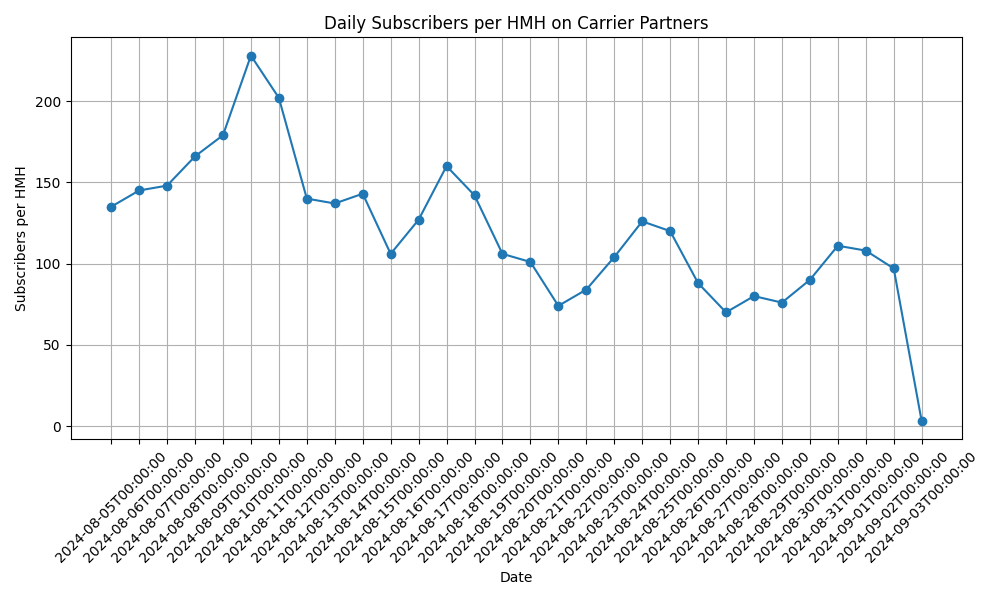 Daily Subscribers per HMH on Carrier Partners
Subscribers per HMH
200
150
100
50
0
2024-08-05T00:00:00
2024-08-06T00:00:00
2024-08-07T00:00:00
2024-08-08T00:00:00
2024-08-09T00:00:00
2024-08-10T00:00:00
2024-08-11T00:00:00
2024-08-12T00:00:00
2024-08-13T00:00:00
2024-08-14T00:00:00
2024-08-15T00:00:00
2024-08-16T00:00:00
2024-08-17T00:00:00
2024-08-18T00:00:00
2024-08-19T00:00:00
2024-08-20T00:00:00
2024-08-21T00:00:00
2024-08-22T00:00:00
2024-08-23T00:00:00
2024-08-24T00:00:00
2024-08-25T00:00:00
2024-08-26T00:00:00
2024-08-27T00:00:00
2024-08-28T00:00:00
2024-08-29T00:00:00
2024-08-30T00:00:00
2024-08-31T00:00:00
2024-09-01T00:00:00
2024-09-02T00:00:00
2024-09-03T00:00:00
Date